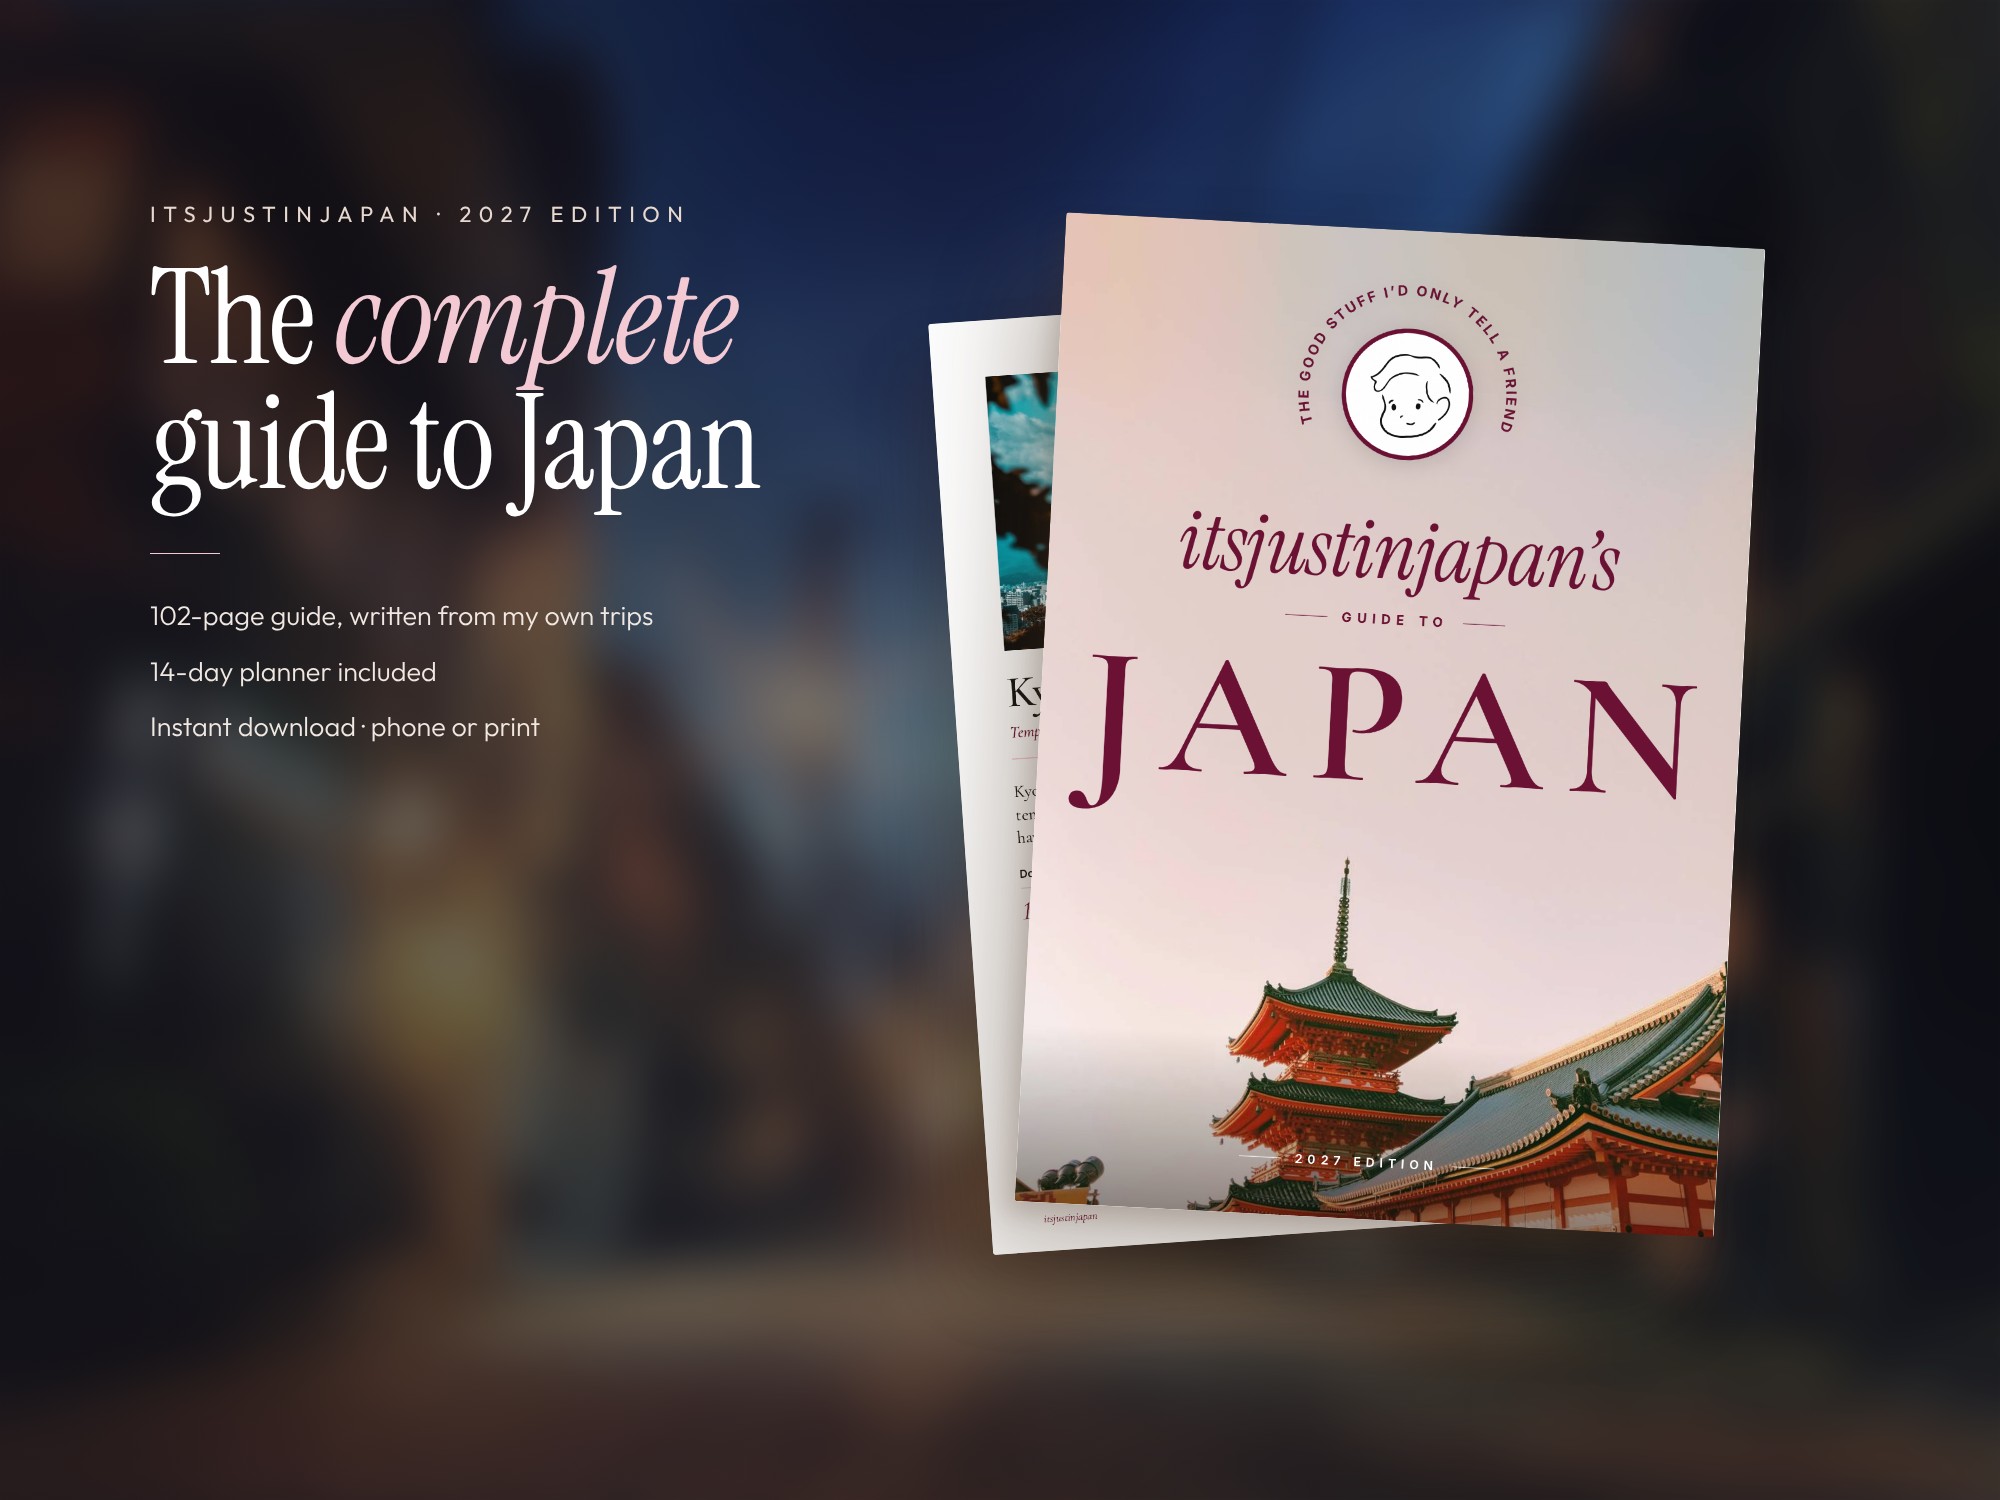 ITSJUSTINJAPAN · 2027 EDITION
The complete
guide to Japan
102-page guide, written from my own trips
14-day planner included
Instant download · phone or print
THE GOOD STUFF I'D ONLY TELL A FRIEND
itsjustinjapan's
GUIDE TO
JAPAN
2027 EDITION
itsjustinjapan